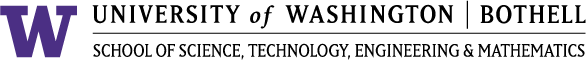 W UNIVERSITY of WASHINGTON | BOTHELL
SCHOOL OF SCIENCE, TECHNOLOGY, ENGINEERING & MATHEMATICS